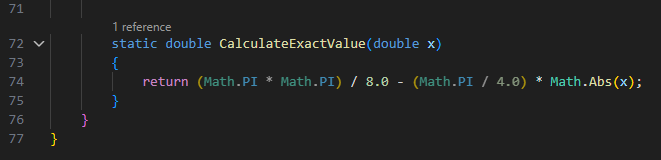 71
1 reference
72 static double CalculateExactValue(double x)
73 {
74 return (Math.PI * Math.PI) / 8.0 - (Math.PI / 4.0) * Math.Abs(x);
75 }
76 }
77 }